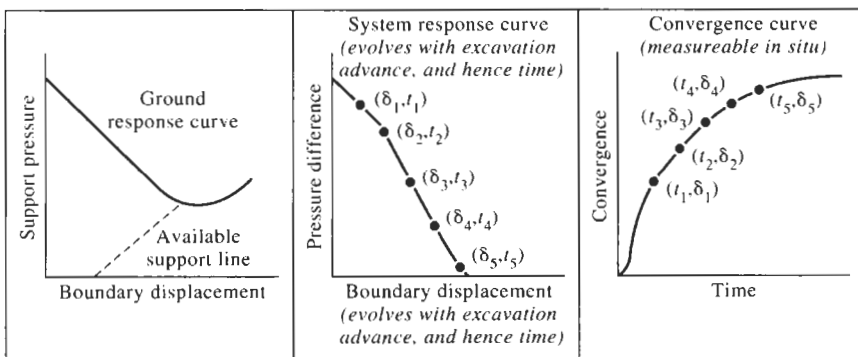 Support pressure
Ground
response curve
Available
support line
Boundary displacement
System response curve
(evolves with excavation
advance, and hence time)
Pressure difference
(δ₁,t₁)
(δ₂,t₂)
(δ₃,t₃)
(δ₄,t₄)
(δ₅,t₅)
Boundary displacement
(evolves with excavation
advance, and hence time)
Convergence curve
(measureable in situ)
Convergence
(t₄,δ₄)
(t₅,δ₅)
(t₃,δ₃)
(t₂,δ₂)
(t₁,δ₁)
Time